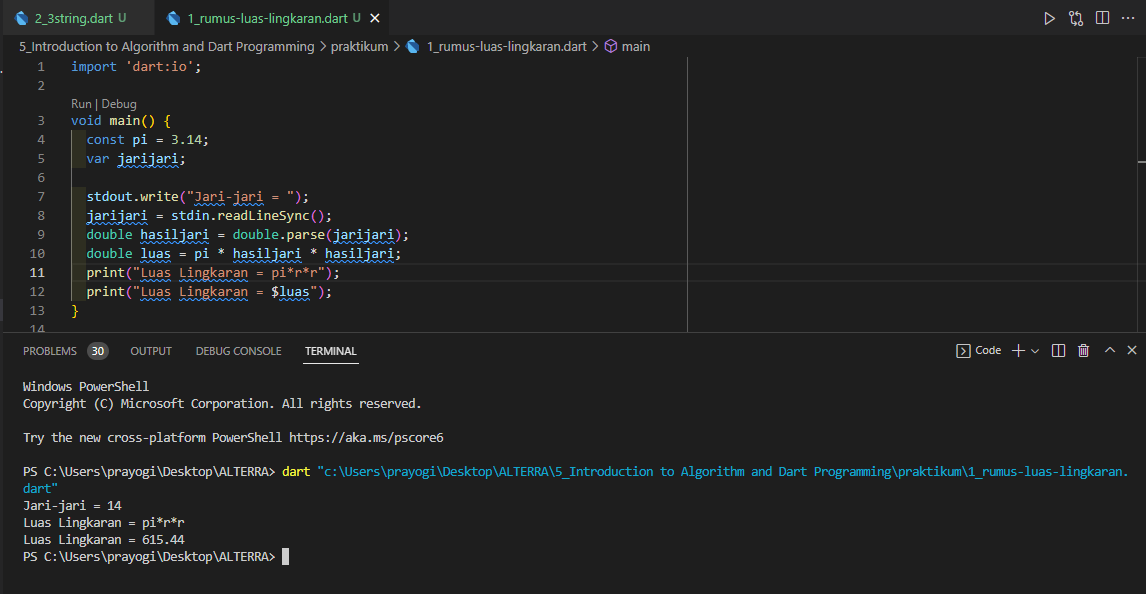 2_3string.dart U 1_rumus-luas-lingkaran.dart U
5_Introduction to Algorithm and Dart Programming > praktikum > 1_rumus-luas-lingkaran.dart > main
1 import 'dart:io';
2
Run | Debug
3 void main() {
4 const pi = 3.14;
5 var jarijari;
6
7 stdout.write("Jari-jari = ");
8 jarijari = stdin.readLineSync();
9 double hasiljari = double.parse(jarijari);
10 double luas = pi * hasiljari * hasiljari;
11 print("Luas Lingkaran = pi*r*r");
12 print("Luas Lingkaran = $luas");
13 }
14
PROBLEMS 30 OUTPUT DEBUG CONSOLE TERMINAL Code
Windows PowerShell
Copyright (C) Microsoft Corporation. All rights reserved.
Try the new cross-platform PowerShell https://aka.ms/pscore6
PS C:\Users\prayogi\Desktop\ALTERRA> dart "c:\Users\prayogi\Desktop\ALTERRA\5_Introduction to Algorithm and Dart Programming\praktikum\1_rumus-luas-lingkaran.
dart"
Jari-jari = 14
Luas Lingkaran = pi*r*r
Luas Lingkaran = 615.44
PS C:\Users\prayogi\Desktop\ALTERRA>